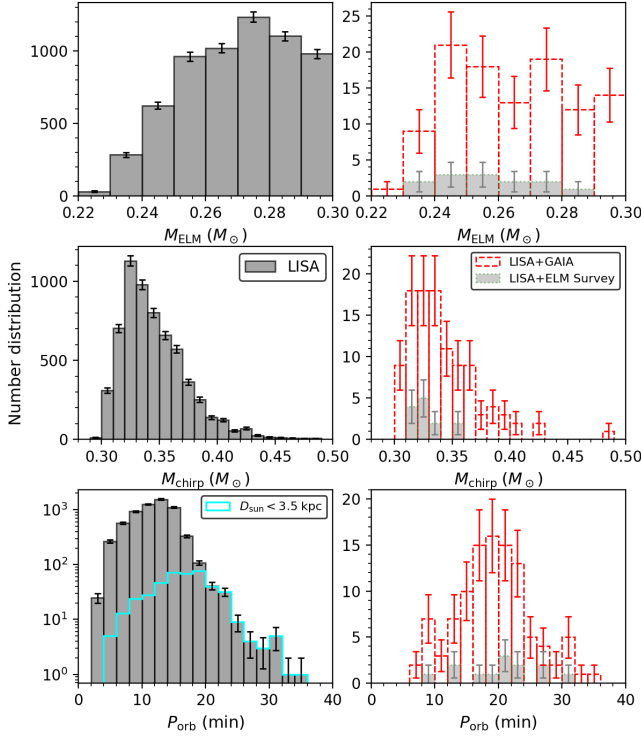 1000
500
0
0.22 0.24 0.26 0.28 0.30
M_ELM (M_⊙)
25
20
15
10
5
0
0.22 0.24 0.26 0.28 0.30
M_ELM (M_⊙)
Number distribution
LISA
1000
500
0
0.30 0.35 0.40 0.45 0.50
M_chirp (M_⊙)
LISA+GAIA
LISA+ELM Survey
20
15
10
5
0
0.30 0.35 0.40 0.45 0.50
M_chirp (M_⊙)
D_sun < 3.5 kpc
10³
10²
10¹
10⁰
0 10 20 30 40
P_orb (min)
20
15
10
5
0
0 10 20 30 40
P_orb (min)